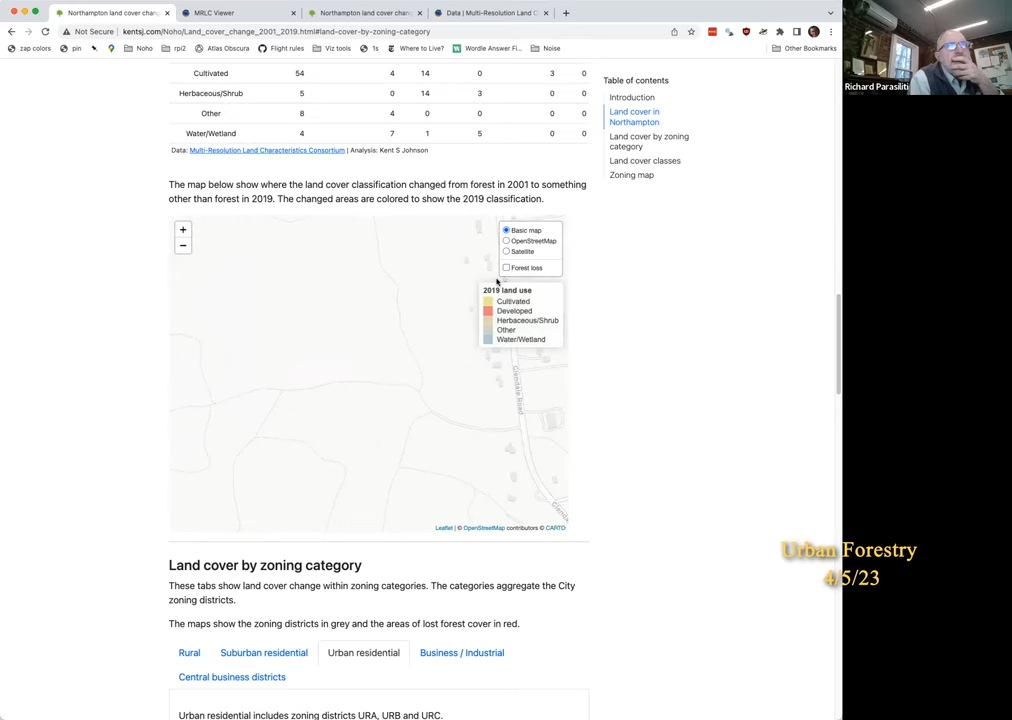 Northampton land cover chan
MRLC Viewer
Northampton land cover chan
Data | Multi-Resolution Land C
Not Secure | kentsj.com/Noho/Land_cover_change_2001_2019.html#land-cover-by-zoning-category
zap colors
pin
Noho
rpi2
Atlas Obscura
Flight rules
Viz tools
1s
Where to Live?
Wordle Answer Fi...
Noise
Other Bookmarks
Cultivated 54 4 14 0 3 0
Herbaceous/Shrub 5 0 14 3 0 0
Other 8 4 0 0 0 0
Water/Wetland 4 7 1 5 0 0
Data: Multi-Resolution Land Characteristics Consortium | Analysis: Kent S Johnson
Table of contents
Introduction
Land cover in
Northampton
Land cover by zoning
category
Land cover classes
Zoning map
Richard Parasiliti
The map below show where the land cover classification changed from forest in 2001 to something
other than forest in 2019. The changed areas are colored to show the 2019 classification.
+
−
Basic map
OpenStreetMap
Satellite
Forest loss
2019 land use
Cultivated
Developed
Herbaceous/Shrub
Other
Water/Wetland
Glendale Road
Glenda
Leaflet | © OpenStreetMap contributors © CARTO
Urban Forestry
4/5/23
Land cover by zoning category
These tabs show land cover change within zoning categories. The categories aggregate the City
zoning districts.
The maps show the zoning districts in grey and the areas of lost forest cover in red.
Rural
Suburban residential
Urban residential
Business / Industrial
Central business districts
Urban residential includes zoning districts URA, URB and URC.